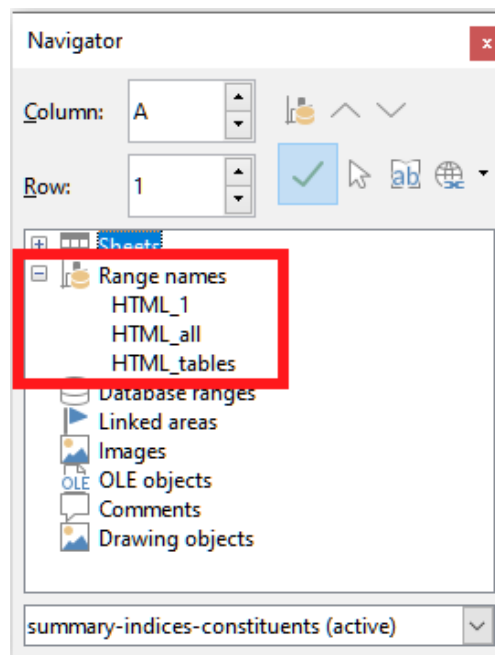 Navigator
x
Column: A
Row: 1
ab
Sheets
Range names
HTML_1
HTML_all
HTML_tables
Database ranges
Linked areas
Images
OLE OLE objects
Comments
Drawing objects
summary-indices-constituents (active)